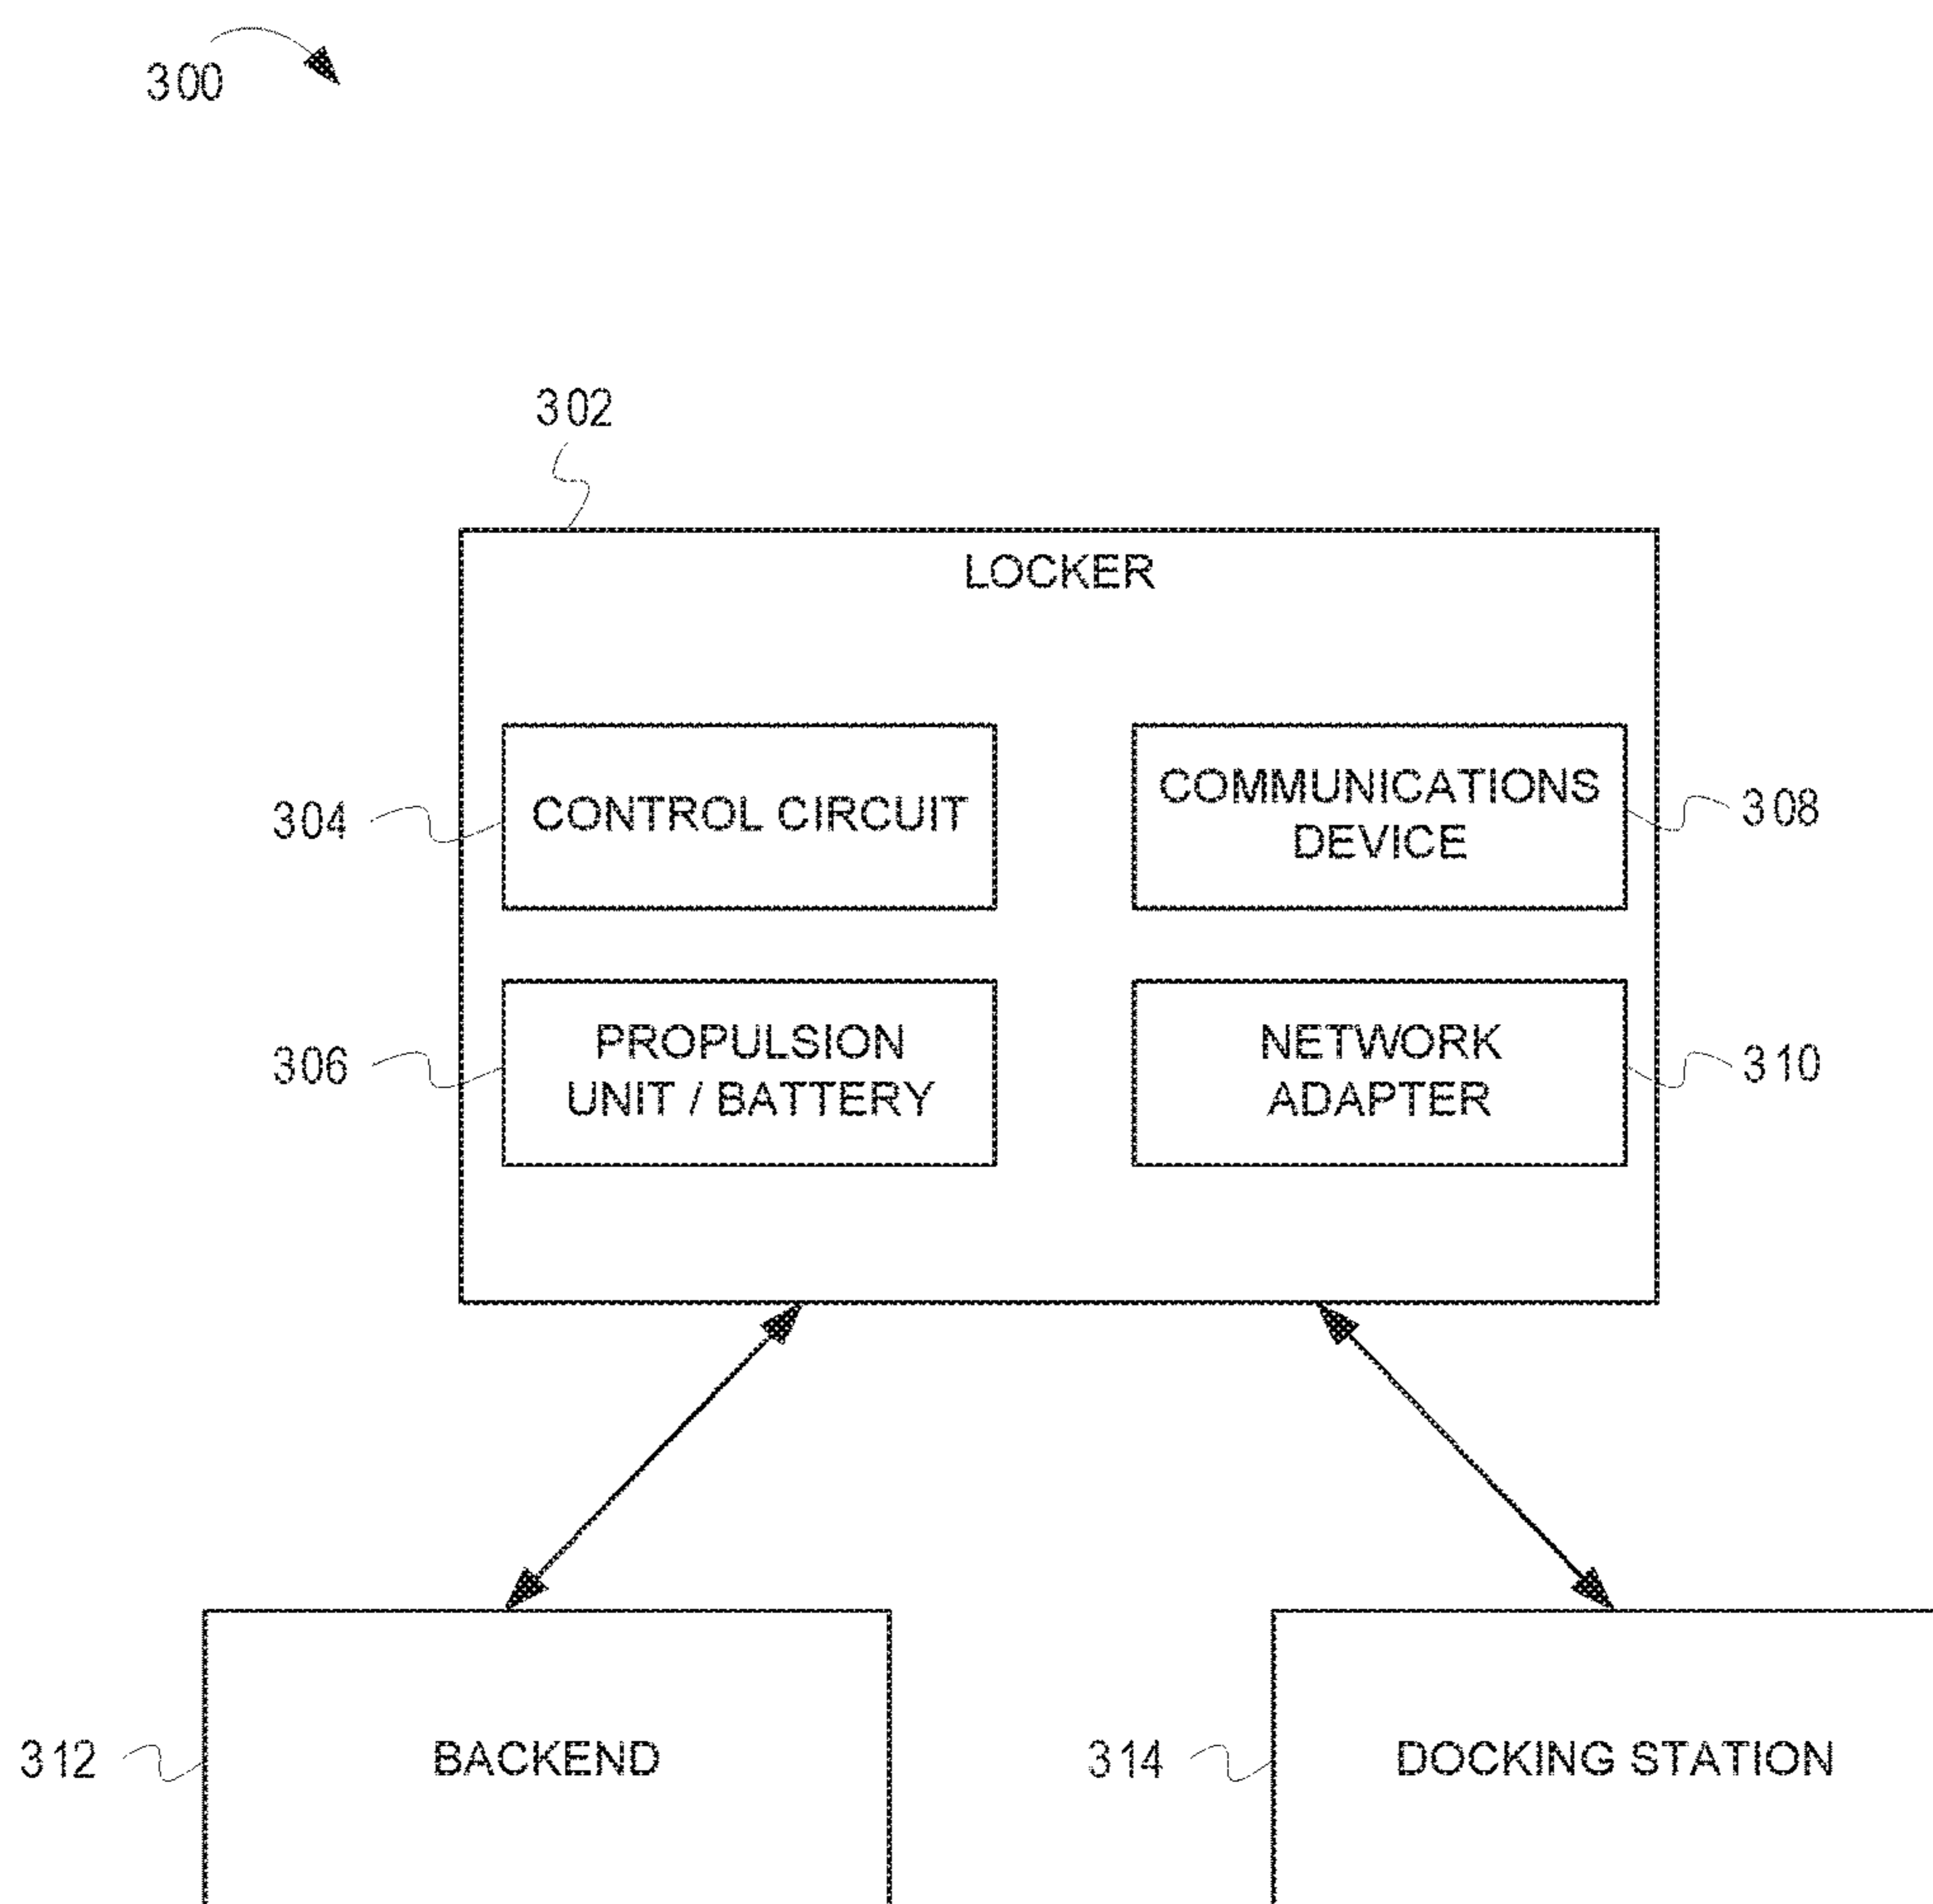 300
302
LOCKER
304
CONTROL CIRCUIT
COMMUNICATIONS
DEVICE
308
306
PROPULSION
UNIT / BATTERY
NETWORK
ADAPTER
310
312
BACKEND
314
DOCKING STATION